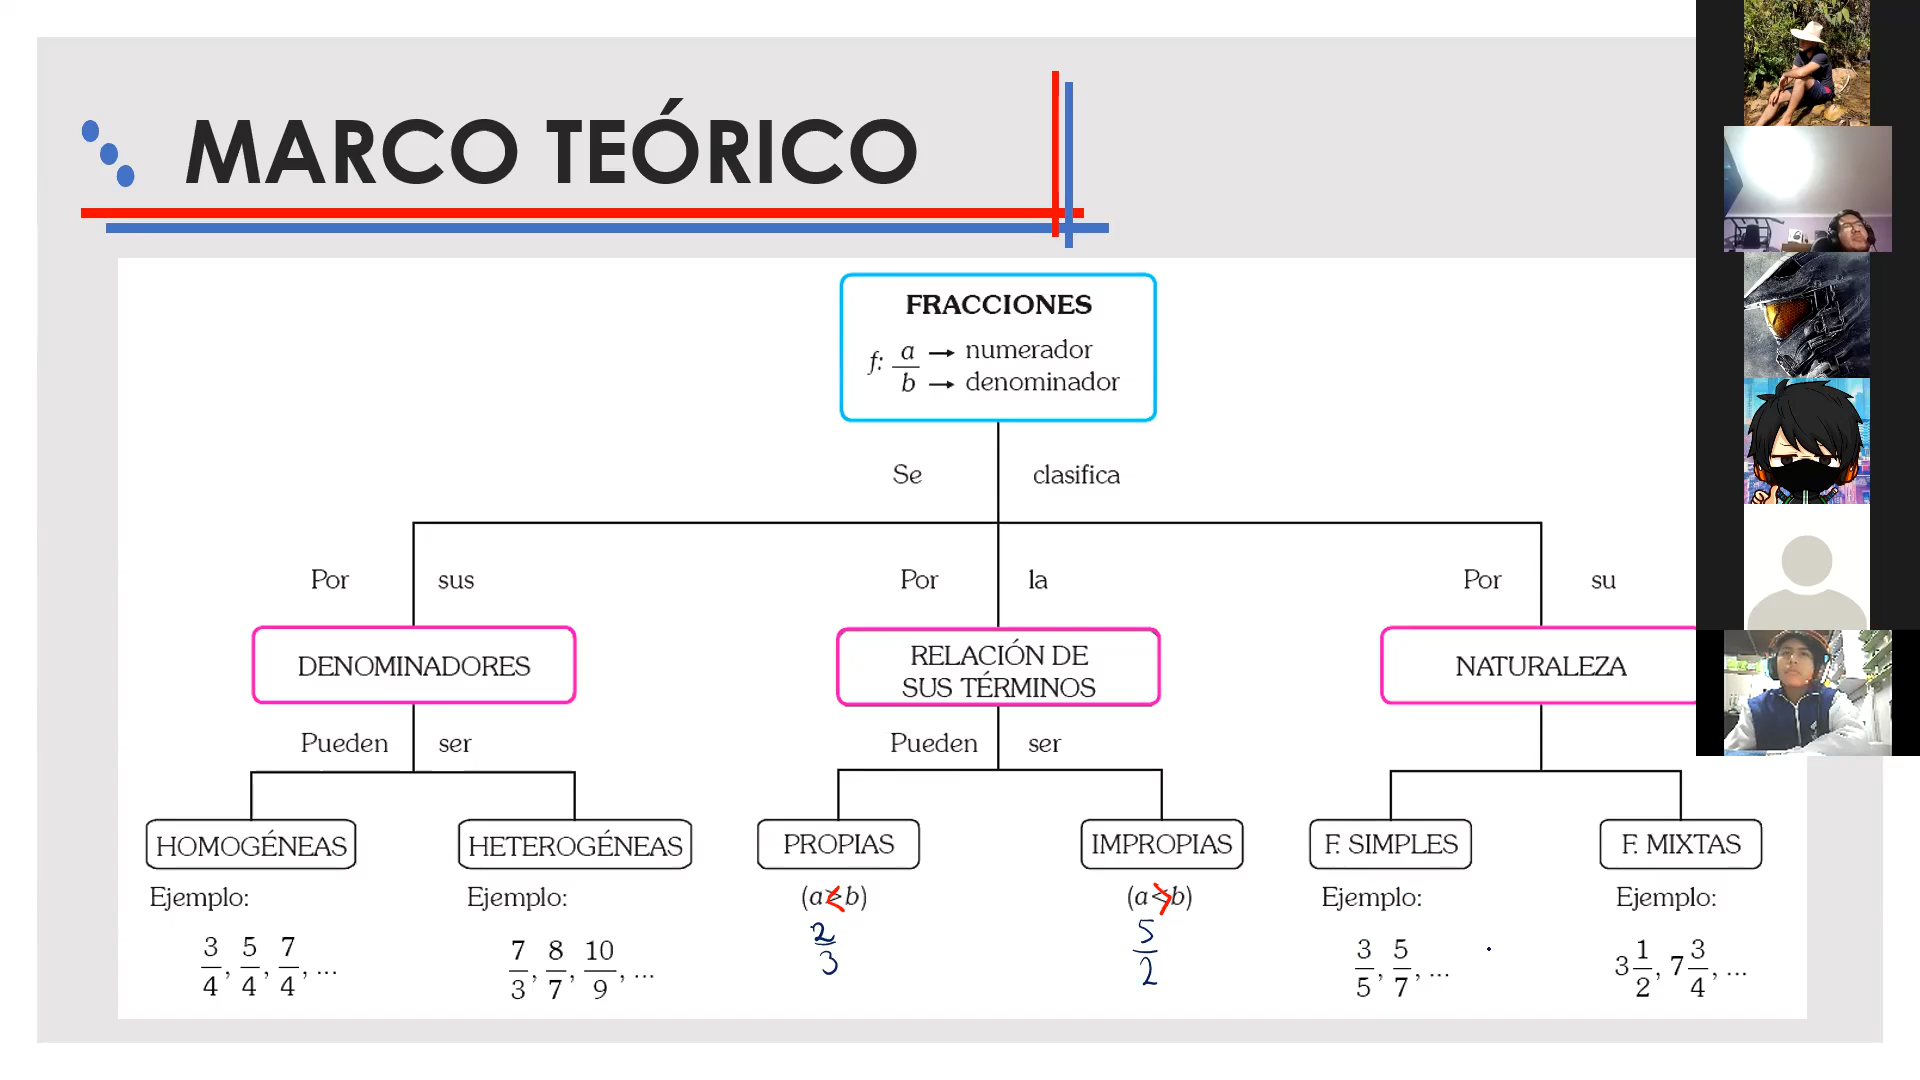 MARCO TEÓRICO
FRACCIONES
f: a/b
a → numerador
b → denominador
Se clasifica
Por sus
Por la
Por su
DENOMINADORES
RELACIÓN DE
SUS TÉRMINOS
NATURALEZA
Pueden ser
Pueden ser
HOMOGÉNEAS
HETEROGÉNEAS
PROPIAS
IMPROPIAS
F. SIMPLES
F. MIXTAS
Ejemplo:
3/4, 5/4, 7/4, ...
Ejemplo:
7/3, 8/7, 10/9, ...
(a < b)
2/3
(a > b)
5/2
Ejemplo:
3/5, 5/7, ...
Ejemplo:
3 1/2, 7 3/4, ...